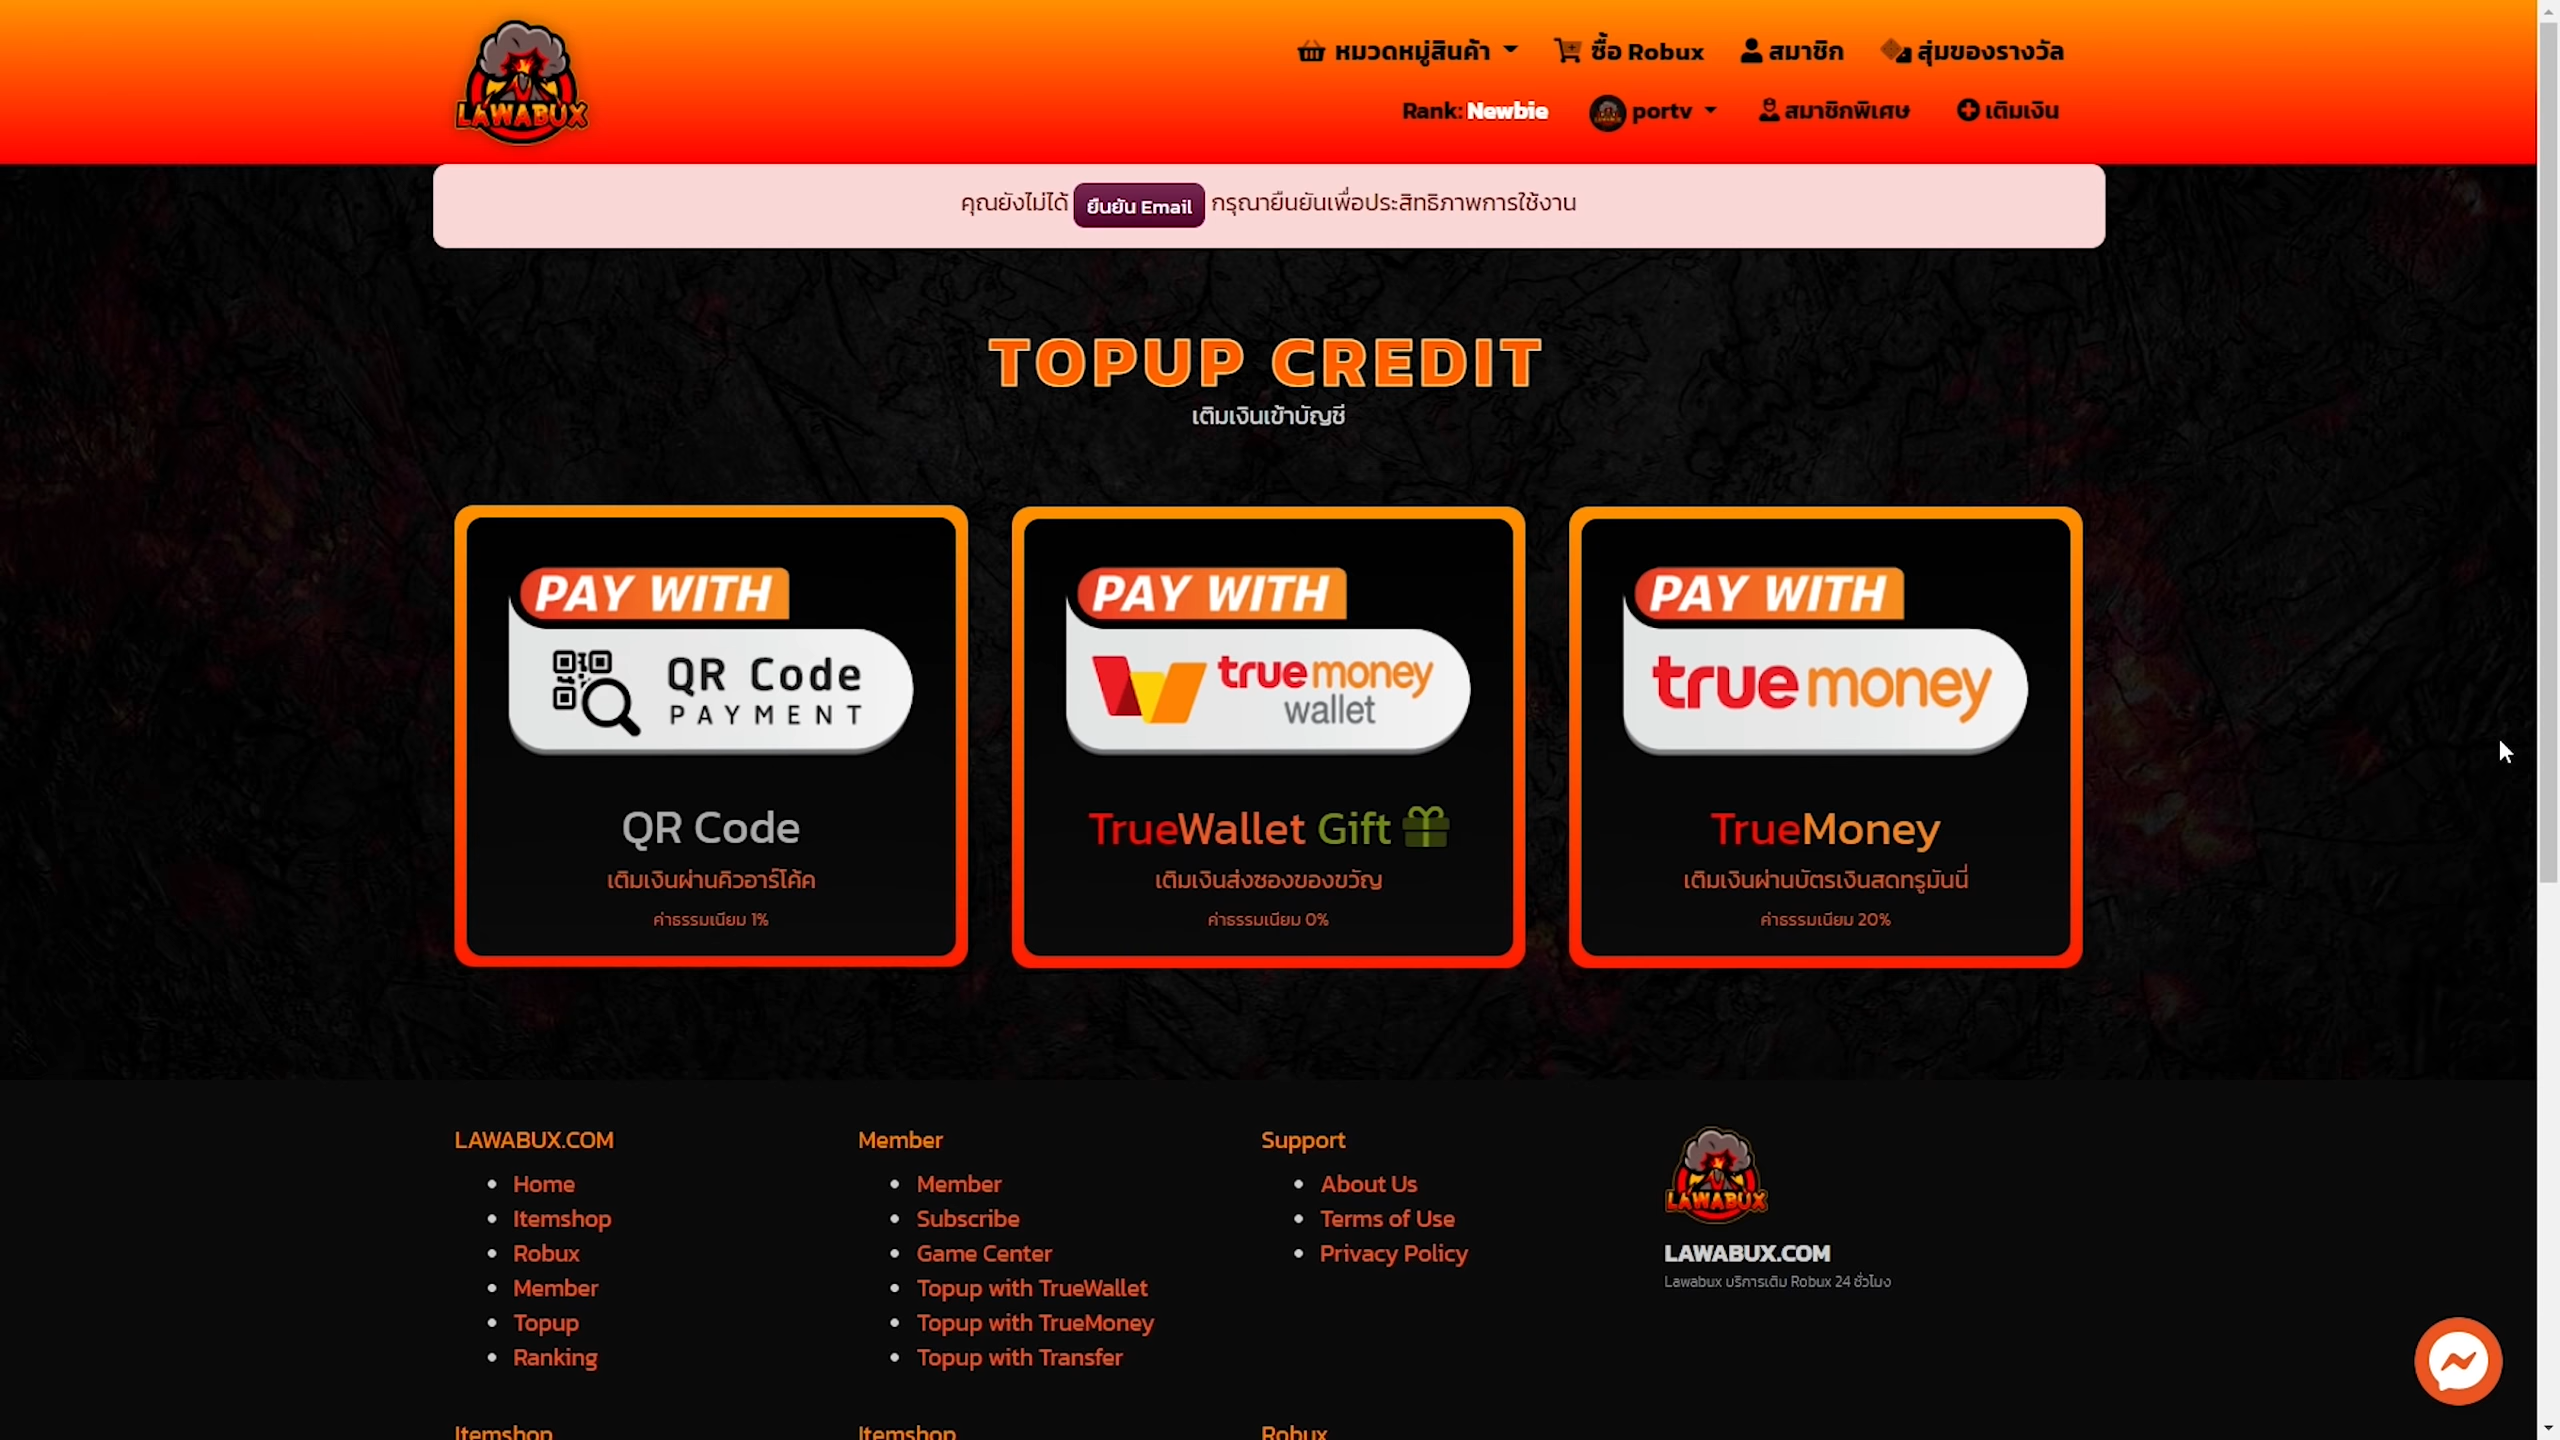 LAWABUX
หมวดหมู่สินค้า
ซื้อ Robux
สมาชิก
สุ่มของรางวัล
Rank: Newbie
portv
สมาชิกพิเศษ
เติมเงิน
คุณยังไม่ได้ ยืนยัน Email กรุณายืนยันเพื่อประสิทธิภาพการใช้งาน
TOPUP CREDIT
เติมเงินเข้าบัญชี
PAY WITH
QR Code
PAYMENT
QR Code
เติมเงินผ่านคิวอาร์โค้ค
ค่าธรรมเนียม 1%
PAY WITH
truemoney
wallet
TrueWallet Gift
เติมเงินส่งซองของขวัญ
ค่าธรรมเนียม 0%
PAY WITH
truemoney
TrueMoney
เติมเงินผ่านบัตรเงินสดทรูมันนี่
ค่าธรรมเนียม 20%
LAWABUX.COM
Home
Itemshop
Robux
Member
Topup
Ranking
Member
Member
Subscribe
Game Center
Topup with TrueWallet
Topup with TrueMoney
Topup with Transfer
Support
About Us
Terms of Use
Privacy Policy
LAWABUX
LAWABUX.COM
Lawabux บริการเติม Robux 24 ชั่วโมง
Itemshop
Itemshop
Robux